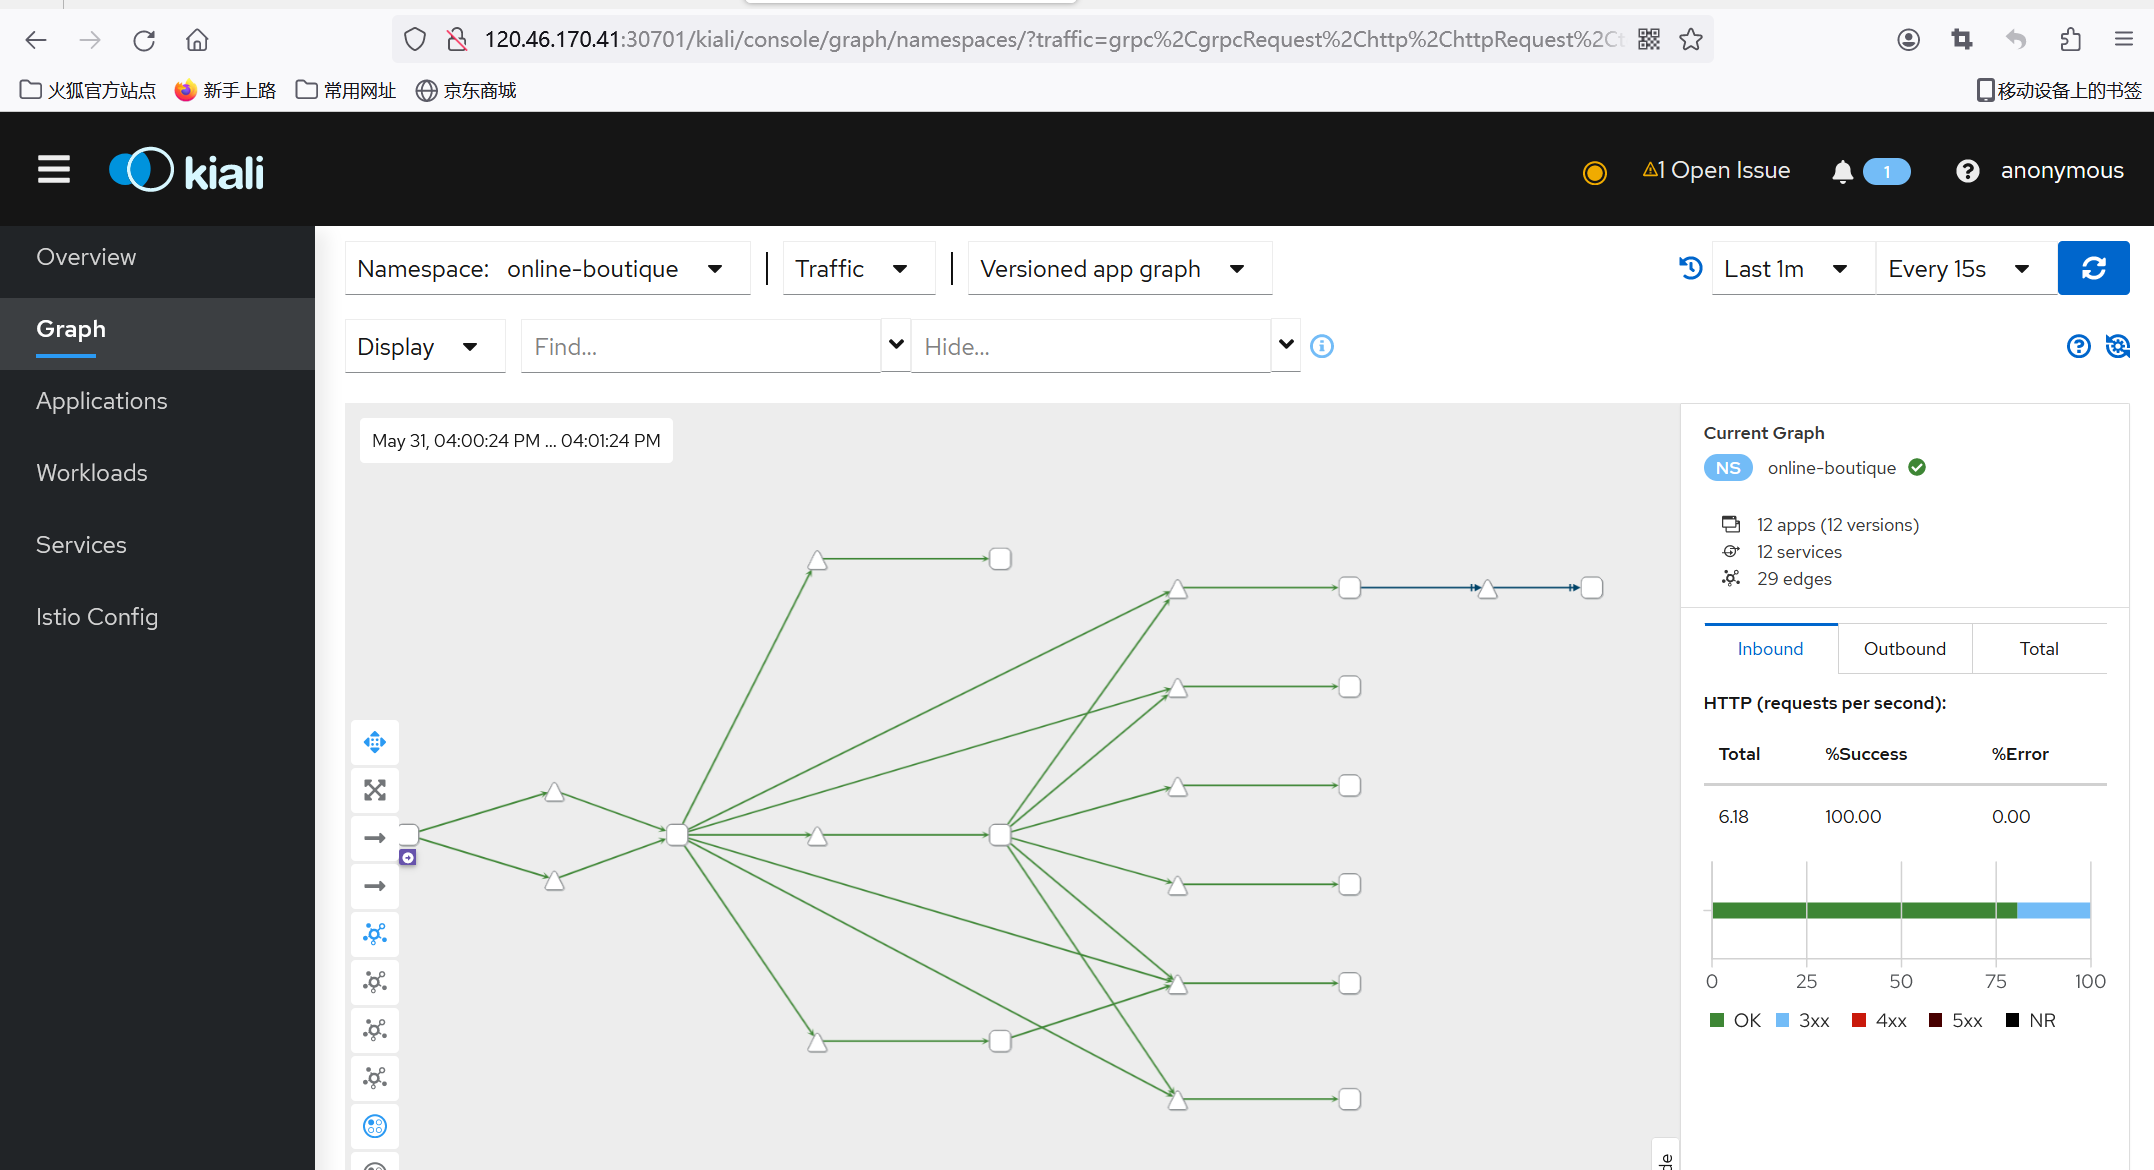 120.46.170.41:30701/kiali/console/graph/namespaces/?traffic=grpc%2CgrpcRequest%2Chttp%2ChttpRequest%2Ct
火狐官方站点 新手上路 常用网址 京东商城 移动设备上的书签
kiali 1 Open Issue 1 anonymous
Overview
Graph
Applications
Workloads
Services
Istio Config
Namespace: online-boutique Traffic Versioned app graph Last 1m Every 15s
Display Find... Hide...
May 31, 04:00:24 PM ... 04:01:24 PM
Current Graph
NS online-boutique
12 apps (12 versions)
12 services
29 edges
Inbound Outbound Total
HTTP (requests per second):
Total %Success %Error
6.18 100.00 0.00
0 25 50 75 100
OK 3xx 4xx 5xx NR